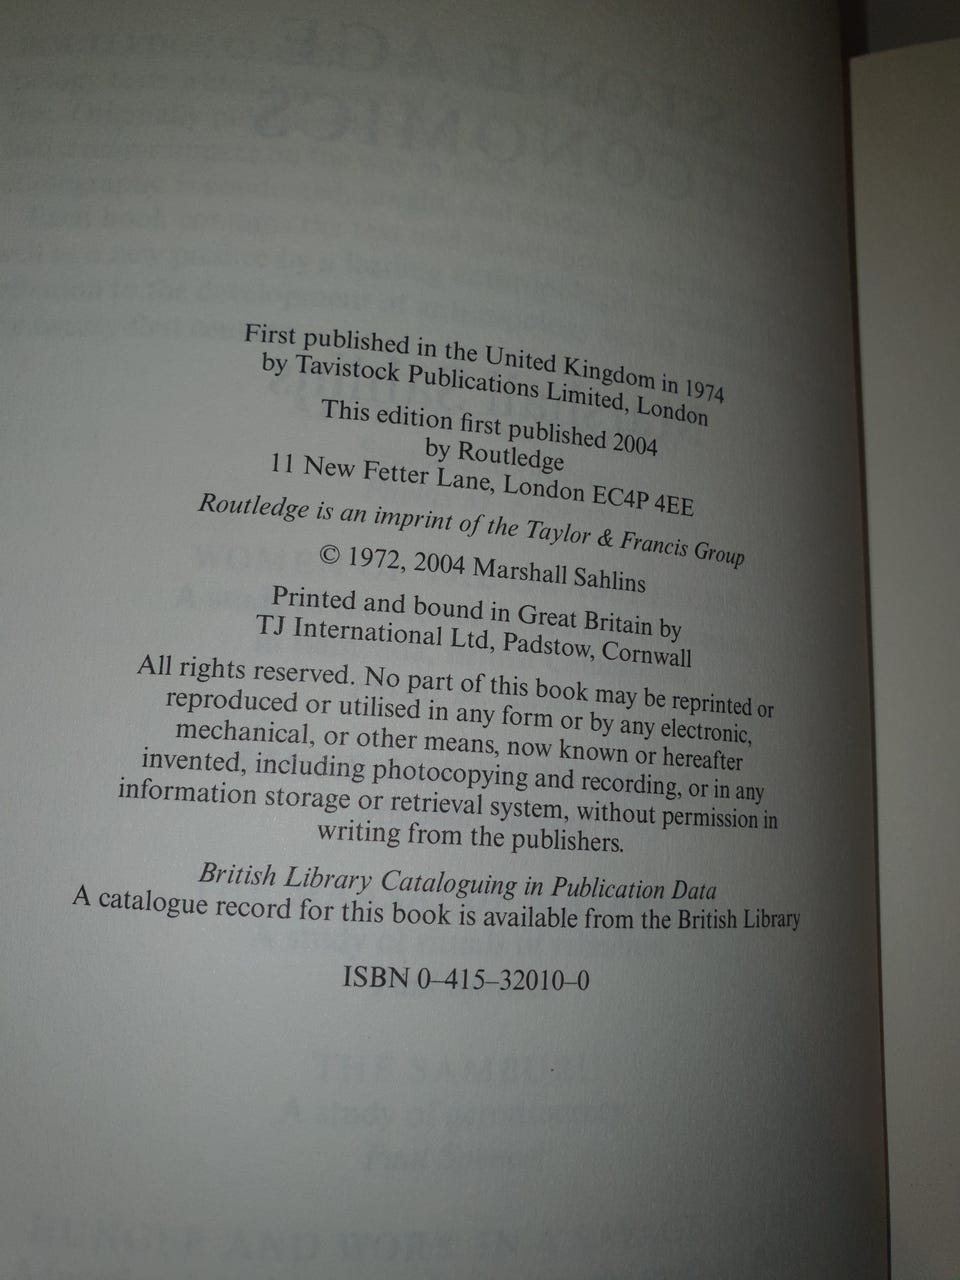 First published in the United Kingdom in 1974
by Tavistock Publications Limited, London
This edition first published 2004
by Routledge
11 New Fetter Lane, London EC4P 4EE
Routledge is an imprint of the Taylor & Francis Group
© 1972, 2004 Marshall Sahlins
Printed and bound in Great Britain by
TJ International Ltd, Padstow, Cornwall
All rights reserved. No part of this book may be reprinted or
reproduced or utilised in any form or by any electronic,
mechanical, or other means, now known or hereafter
invented, including photocopying and recording, or in any
information storage or retrieval system, without permission in
writing from the publishers.
British Library Cataloguing in Publication Data
A catalogue record for this book is available from the British Library
ISBN 0–415–32010–0